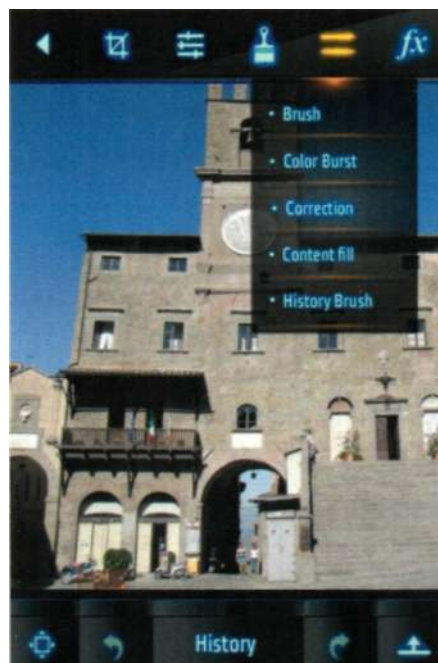 fx
Brush
Color Burst
Correction
Content fill
History Brush
History